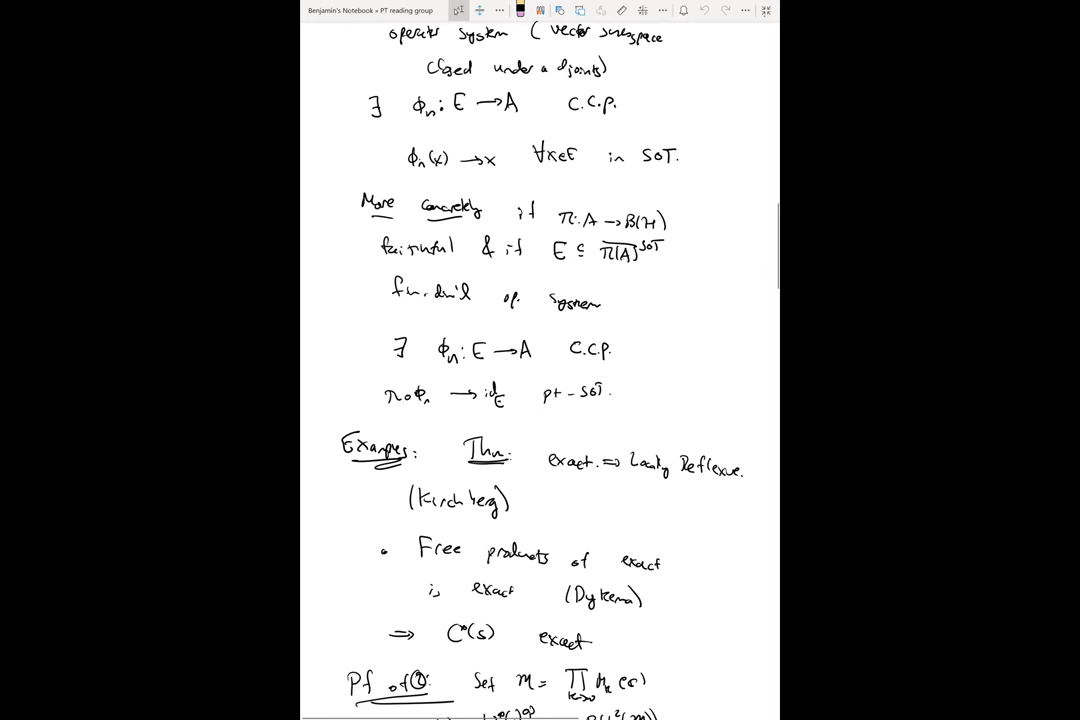 Benjamin's Notebook » PT reading group
operator system (vector subspace
closed under adjoints)
∃ ϕₙ: E → A c.c.p.
ϕₙ(x) → x ∀x∈E in SOT.
More concretely if π: A → B(H)
faithful & if E ⊆ \overline{π(A)}^{SOT}
fin. dim'l op. system
∃ ϕₙ: E → A c.c.p.
π∘ϕₙ → id_E pt-SOT.
Examples: Thm: exact ⇒ Locally Reflexive.
(Kirchberg)
• Free products of exact
is exact (Dykema)
⇒ C*(s) exact
Pf of ②: Set M =